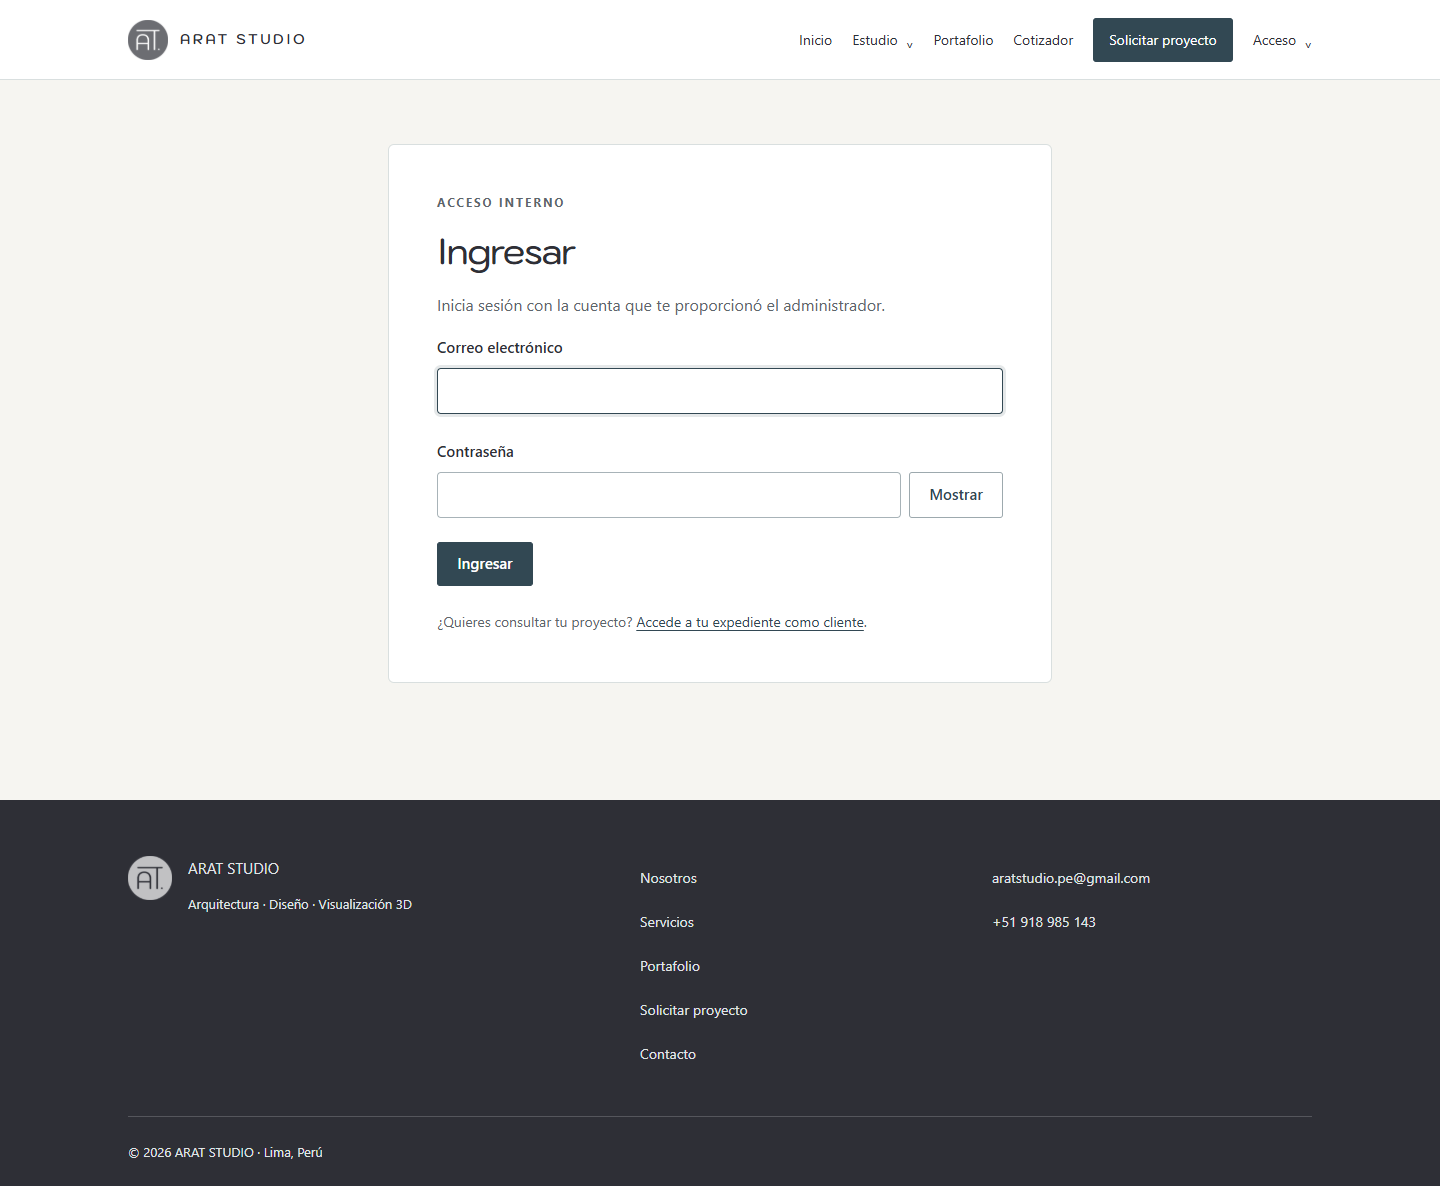 AT.
ARAT STUDIO
Inicio
Estudio
Portafolio
Cotizador
Solicitar proyecto
Acceso
ACCESO INTERNO
Ingresar
Inicia sesión con la cuenta que te proporcionó el administrador.
Correo electrónico
Contraseña
Mostrar
Ingresar
¿Quieres consultar tu proyecto? Accede a tu expediente como cliente.
AT.
ARAT STUDIO
Arquitectura · Diseño · Visualización 3D
Nosotros
Servicios
Portafolio
Solicitar proyecto
Contacto
aratstudio.pe@gmail.com
+51 918 985 143
© 2026 ARAT STUDIO · Lima, Perú